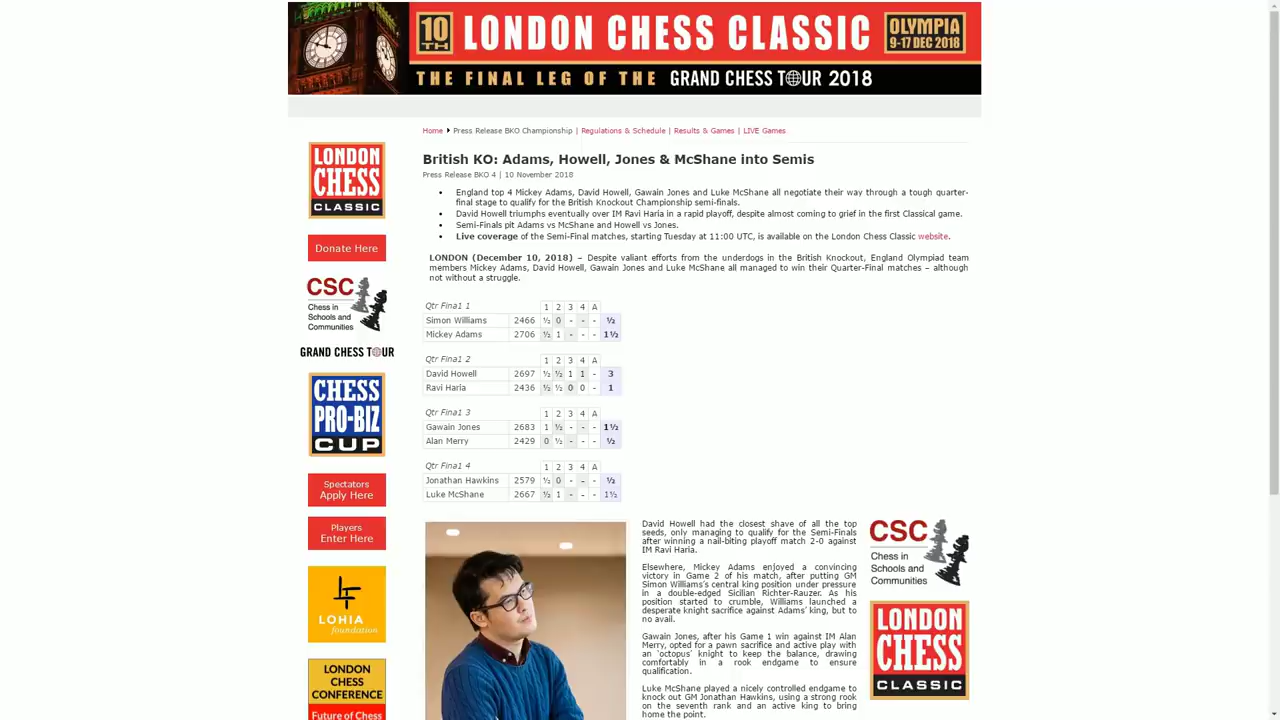 10 TH LONDON CHESS CLASSIC OLYMPIA 9-17 DEC 2018
THE FINAL LEG OF THE GRAND CHESS TOUR 2018
Home Press Release BKO Championship | Regulations & Schedule | Results & Games | LIVE Games
British KO: Adams, Howell, Jones & McShane into Semis
Press Release BKO 4 | 10 November 2018
• England top 4 Mickey Adams, David Howell, Gawain Jones and Luke McShane all negotiate their way through a tough quarter-
final stage to qualify for the British Knockout Championship semi-finals.
• David Howell triumphs eventually over IM Ravi Haria in a rapid playoff, despite almost coming to grief in the first Classical game.
• Semi-Finals pit Adams vs McShane and Howell vs Jones.
• Live coverage of the Semi-Final matches, starting Tuesday at 11:00 UTC, is available on the London Chess Classic website.
LONDON (December 10, 2018) – Despite valiant efforts from the underdogs in the British Knockout, England Olympiad team
members Mickey Adams, David Howell, Gawain Jones and Luke McShane all managed to win their Quarter-Final matches – although
not without a struggle.
Qtr Fina1 1 1 2 3 4 A
Simon Williams 2466 ½ 0 - - - ½
Mickey Adams 2706 ½ 1 - - - 1½
Qtr Fina1 2 1 2 3 4 A
David Howell 2697 ½ ½ 1 1 - 3
Ravi Haria 2436 ½ ½ 0 0 - 1
Qtr Fina1 3 1 2 3 4 A
Gawain Jones 2683 1 ½ - - - 1½
Alan Merry 2429 0 ½ - - - ½
Qtr Fina1 4 1 2 3 4 A
Jonathan Hawkins 2579 ½ 0 - - - ½
Luke McShane 2667 ½ 1 - - - 1½
David Howell had the closest shave of all the top
seeds, only managing to qualify for the Semi-Finals
after winning a nail-biting playoff match 2-0 against
IM Ravi Haria.
Elsewhere, Mickey Adams enjoyed a convincing
victory in Game 2 of his match, after putting GM
Simon Williams's central king position under pressure
in a double-edged Sicilian Richter-Rauzer. As his
position started to crumble, Williams launched a
desperate knight sacrifice against Adams' king, but to
no avail.
Gawain Jones, after his Game 1 win against IM Alan
Merry, opted for a pawn sacrifice and active play with
an 'octopus' knight to keep the balance, drawing
comfortably in a rook endgame to ensure
qualification.
Luke McShane played a nicely controlled endgame to
knock out GM Jonathan Hawkins, using a strong rook
on the seventh rank and an active king to bring
home the point.
LONDON
CHESS
CLASSIC
Donate Here
CSC
Chess in
Schools and
Communities
GRAND CHESS TOUR
CHESS
PRO-BIZ
CUP
Spectators
Apply Here
Players
Enter Here
LOHIA
foundation
LONDON
CHESS
CONFERENCE
Future of Chess
CSC
Chess in
Schools and
Communities
LONDON
CHESS
CLASSIC